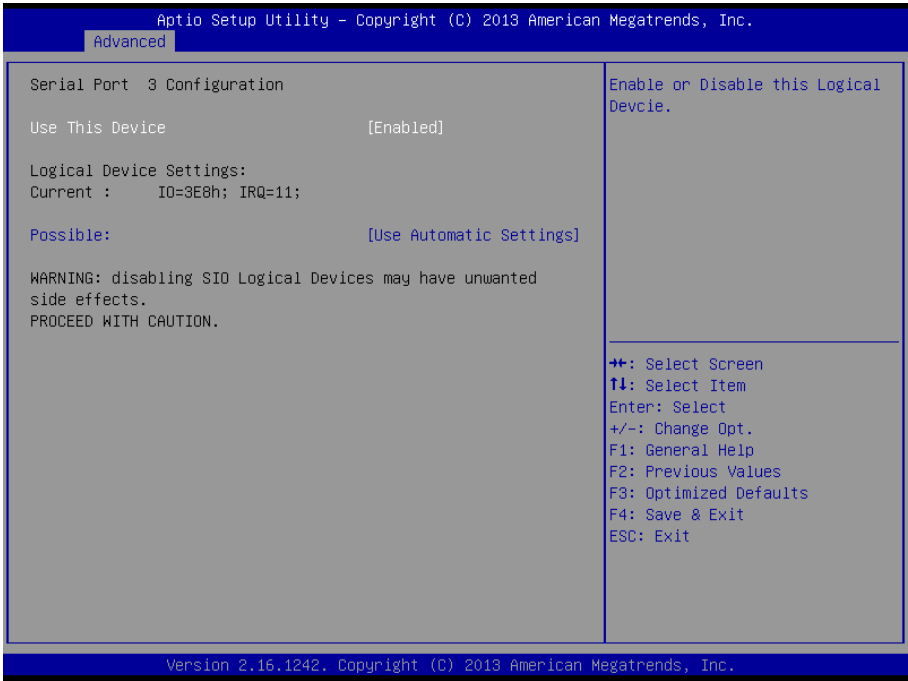 Aptio Setup Utility – Copyright (C) 2013 American Megatrends, Inc.
Advanced
Serial Port 3 Configuration
Use This Device [Enabled]
Logical Device Settings:
Current : IO=3E8h; IRQ=11;
Possible: [Use Automatic Settings]
WARNING: disabling SIO Logical Devices may have unwanted
side effects.
PROCEED WITH CAUTION.
Enable or Disable this Logical
Devcie.
→←: Select Screen
↑↓: Select Item
Enter: Select
+/-: Change Opt.
F1: General Help
F2: Previous Values
F3: Optimized Defaults
F4: Save & Exit
ESC: Exit
Version 2.16.1242. Copyright (C) 2013 American Megatrends, Inc.